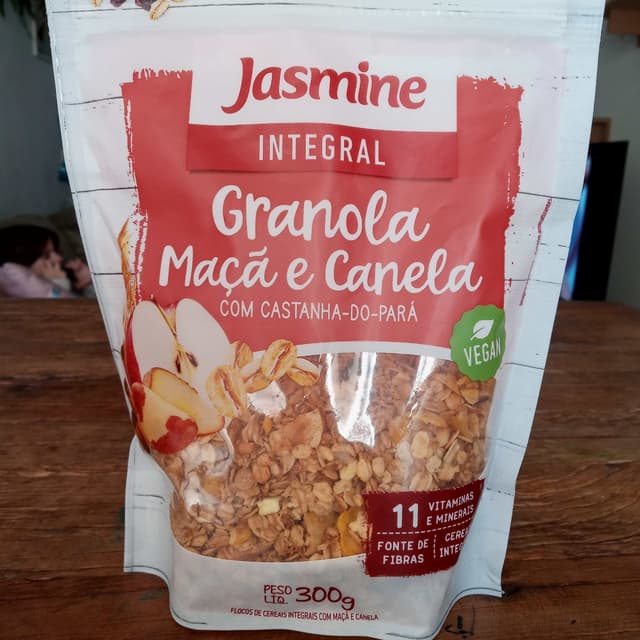 Jasmine
INTEGRAL
Granola
Maçã e Canela
COM CASTANHA-DO-PARÁ
VEGAN
11 VITAMINAS
E MINERAIS
FONTE DE
FIBRAS
PESO
LÍQ. 300g
FLOCOS DE CEREAIS INTEGRAIS COM MAÇÃ E CANELA